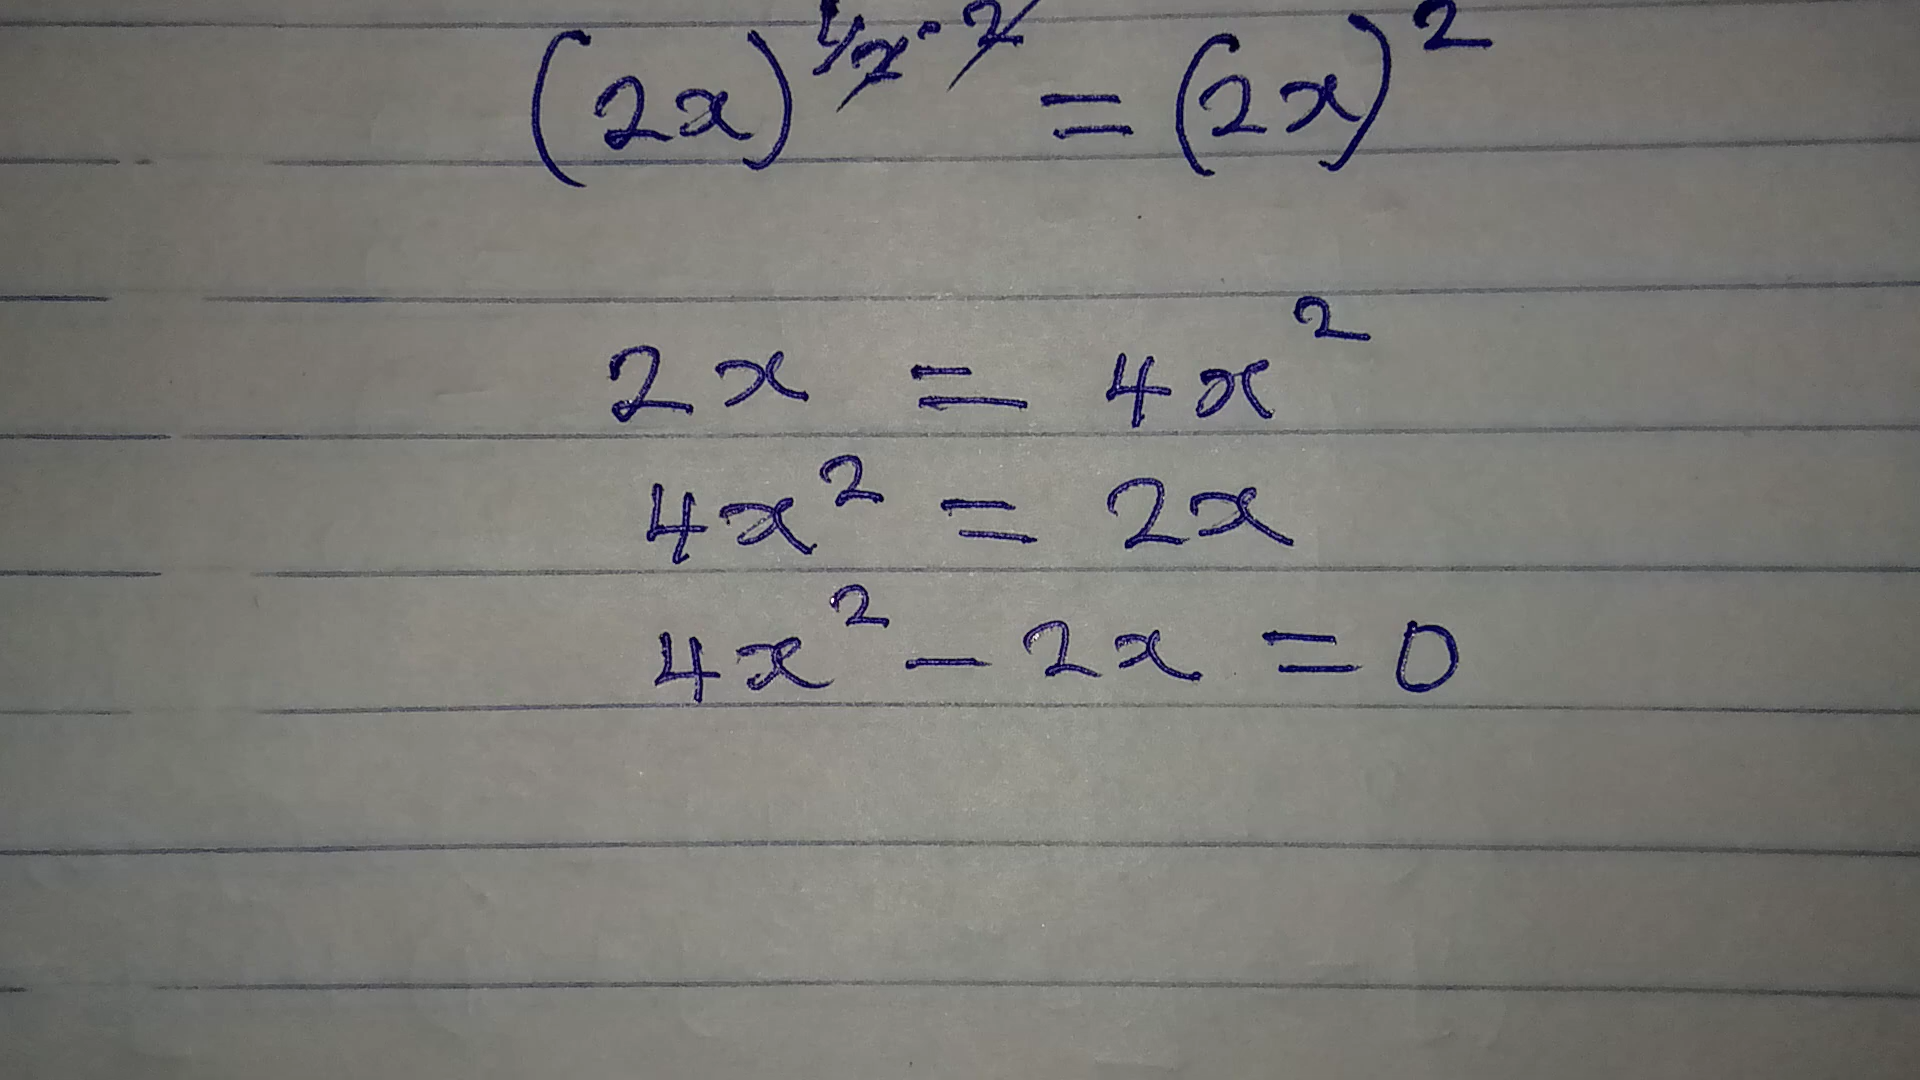 (2x)^{1/2·2} = (2x)^2
2x = 4x^2
4x^2 = 2x
4x^2 - 2x = 0